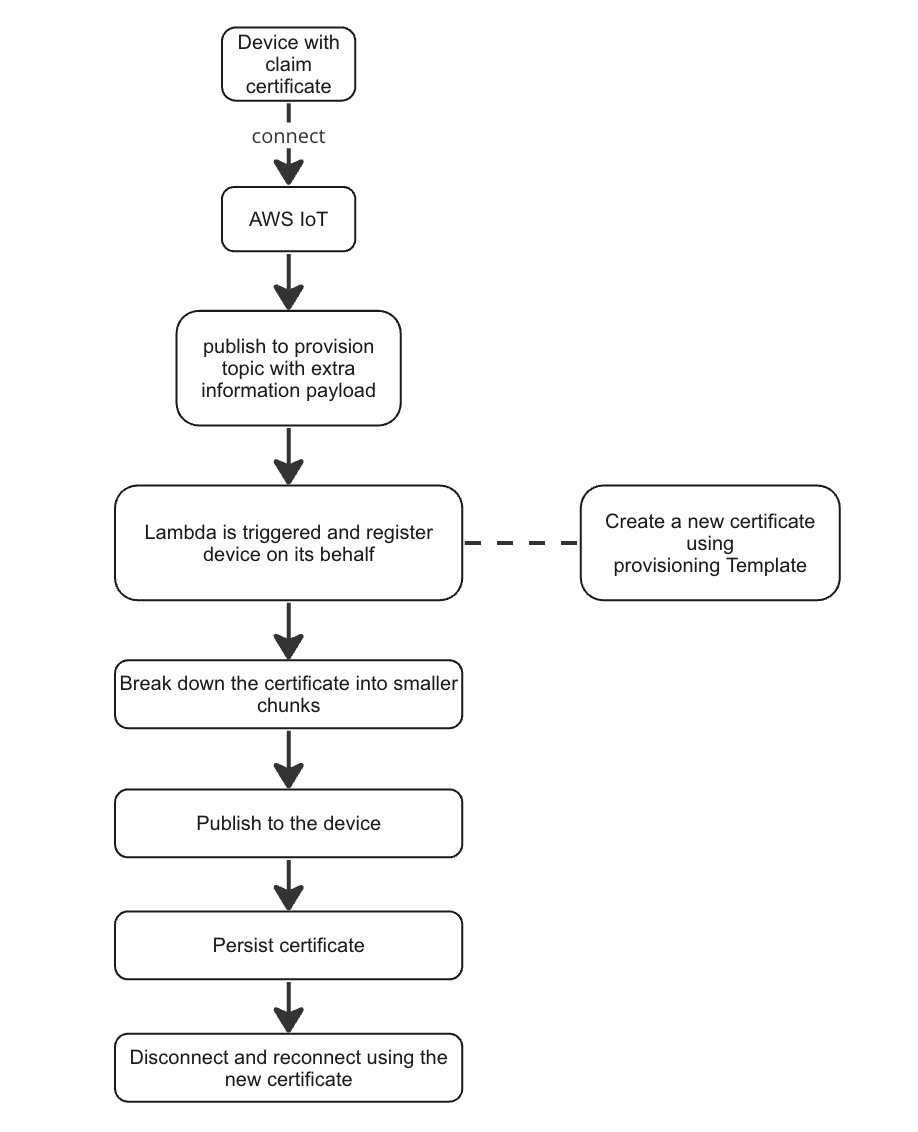 Device with
claim
certificate
connect
AWS IoT
publish to provision
topic with extra
information payload
Lambda is triggered and register
device on its behalf
Create a new certificate
using
provisioning Template
Break down the certificate into smaller
chunks
Publish to the device
Persist certificate
Disconnect and reconnect using the
new certificate